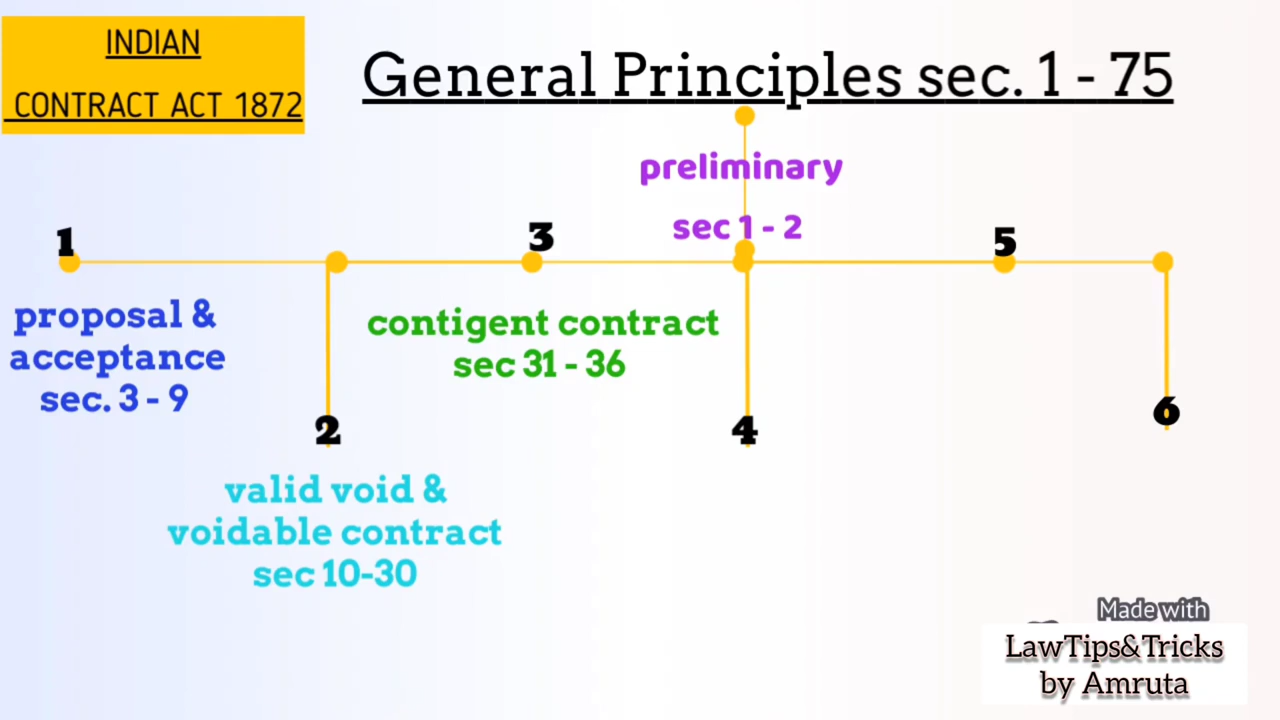 INDIAN
CONTRACT ACT 1872
General Principles sec. 1 - 75
preliminary
sec 1 - 2
1
3
5
proposal &
acceptance
sec. 3 - 9
contigent contract
sec 31 - 36
2
4
6
valid void &
voidable contract
sec 10-30
Made with
LawTips&Tricks
by Amruta